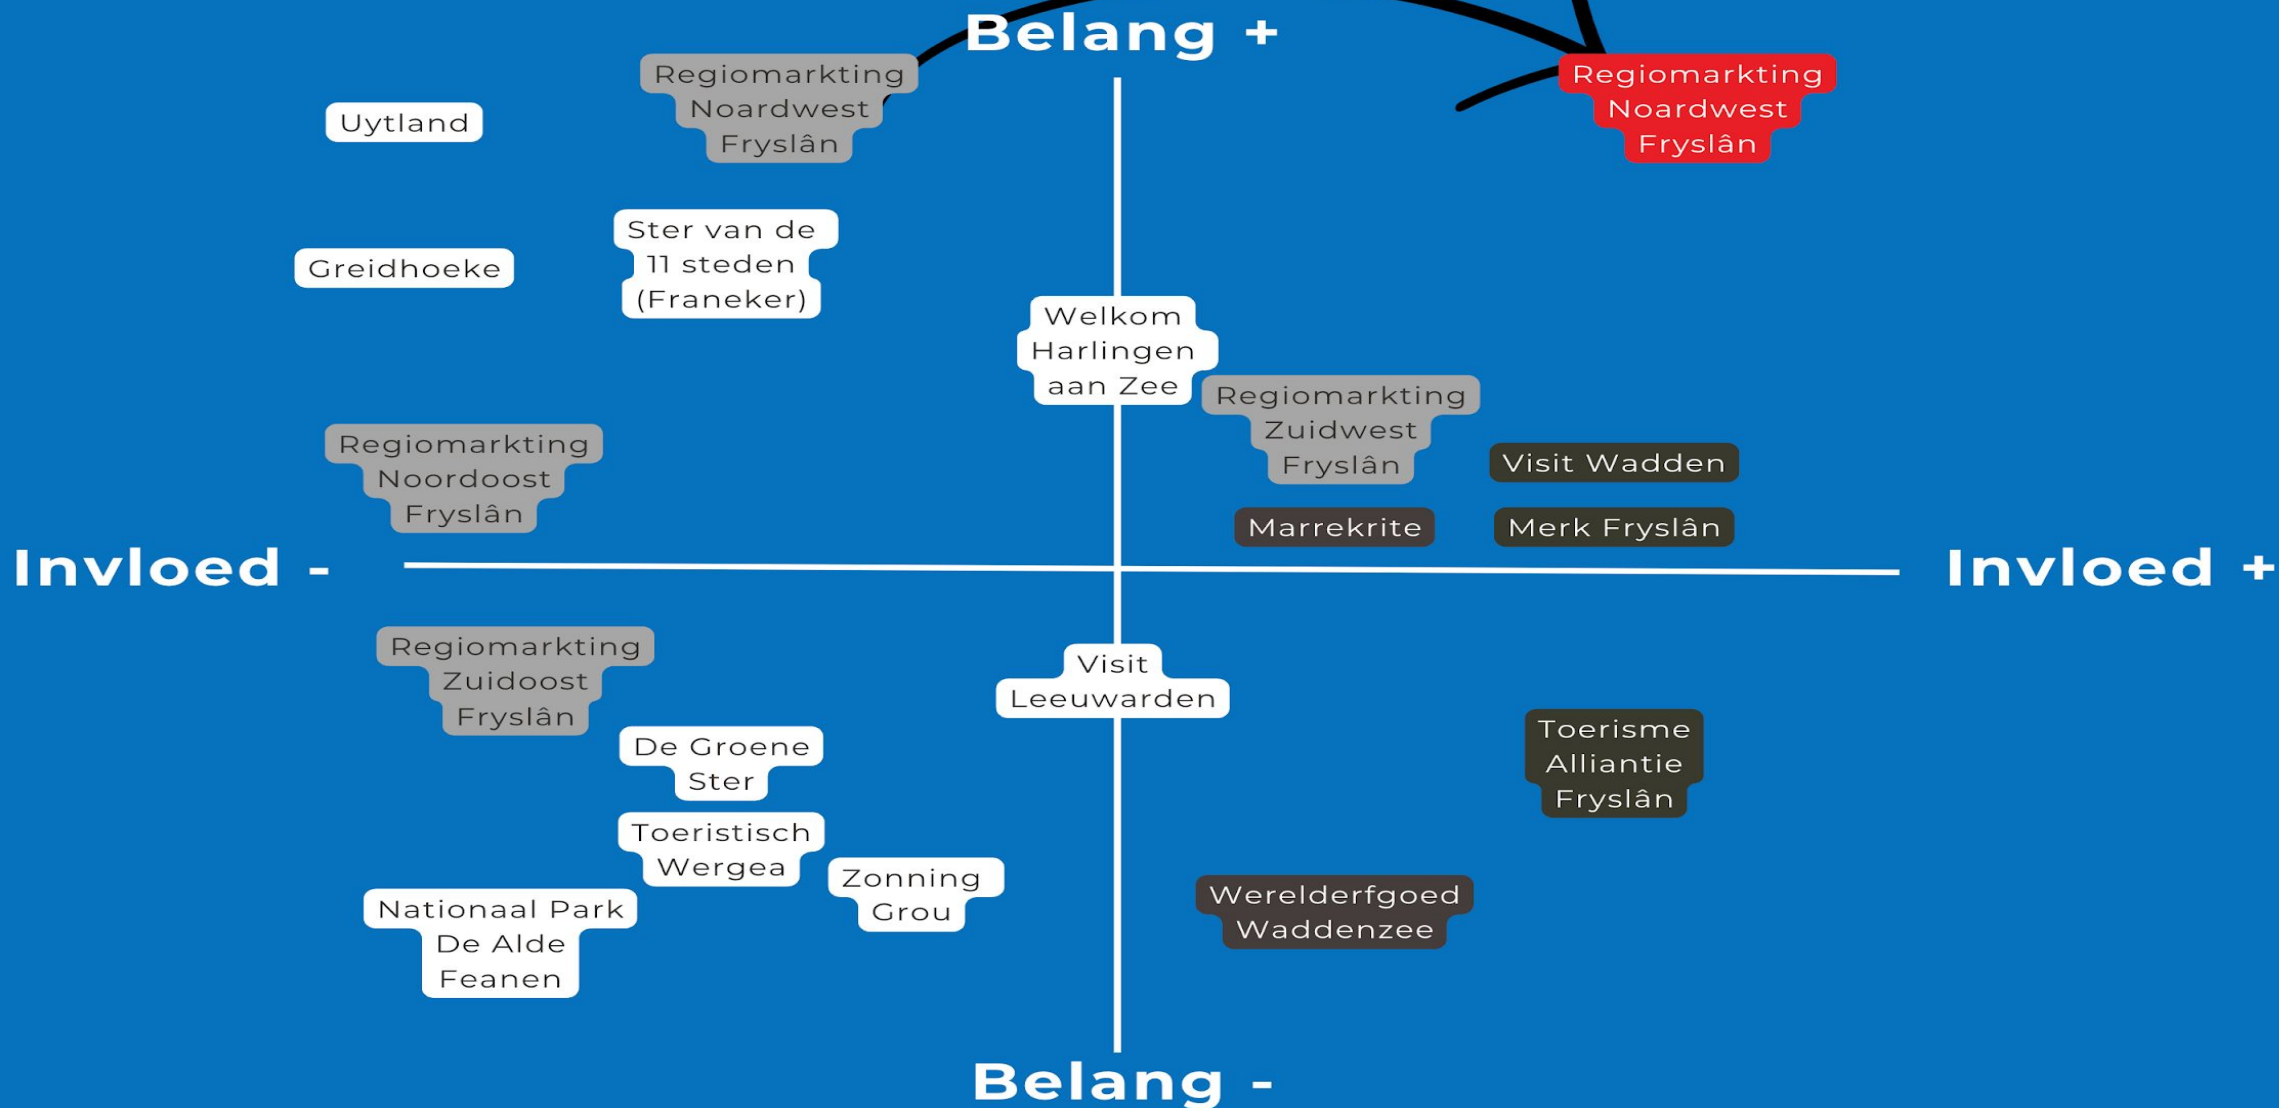 Belang +
Regiomarkting
Noardwest
Fryslân
Regiomarkting
Noardwest
Fryslân
Uytland
Ster van de
11 steden
(Franeker)
Greidhoeke
Welkom
Harlingen
aan Zee
Regiomarkting
Zuidwest
Fryslân
Regiomarkting
Noordoost
Fryslân
Visit Wadden
Marrekrite
Merk Fryslân
Invloed -
Invloed +
Regiomarkting
Zuidoost
Fryslân
Visit
Leeuwarden
De Groene
Ster
Toerisme
Alliantie
Fryslân
Toeristisch
Wergea
Zonning
Grou
Werelderfgoed
Waddenzee
Nationaal Park
De Alde
Feanen
Belang -